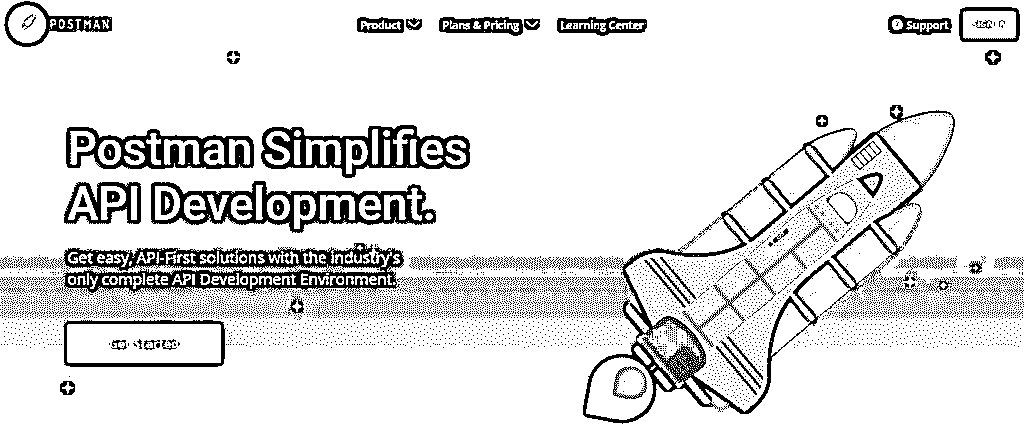 POSTMAN
Product
Plans & Pricing
Learning Center
Support
SIGN IN
Postman Simplifies
API Development.
Get easy, API-First solutions with the industry's
only complete API Development Environment.
Get Started